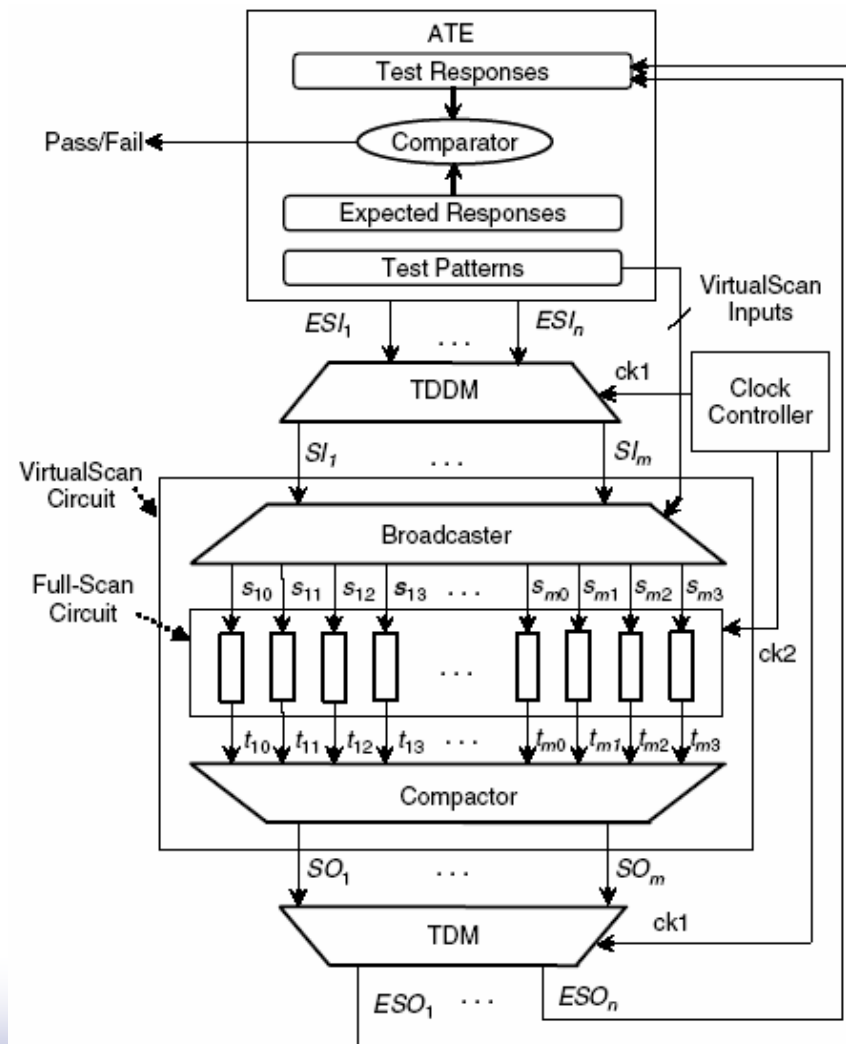 ATE
Test Responses
Pass/Fail
Comparator
Expected Responses
Test Patterns
VirtualScan
Inputs
ESI1
. . .
ESIn
TDDM
ck1
Clock
Controller
SI1
. . .
SIm
VirtualScan
Circuit
Broadcaster
Full-Scan
Circuit
s10 s11 s12 s13 . . . sm0 sm1 sm2 sm3
. . .
ck2
t10 t11 t12 t13 . . . tm0 tm1 tm2 tm3
Compactor
SO1
. . .
SOm
TDM
ck1
ESO1
. . .
ESOn